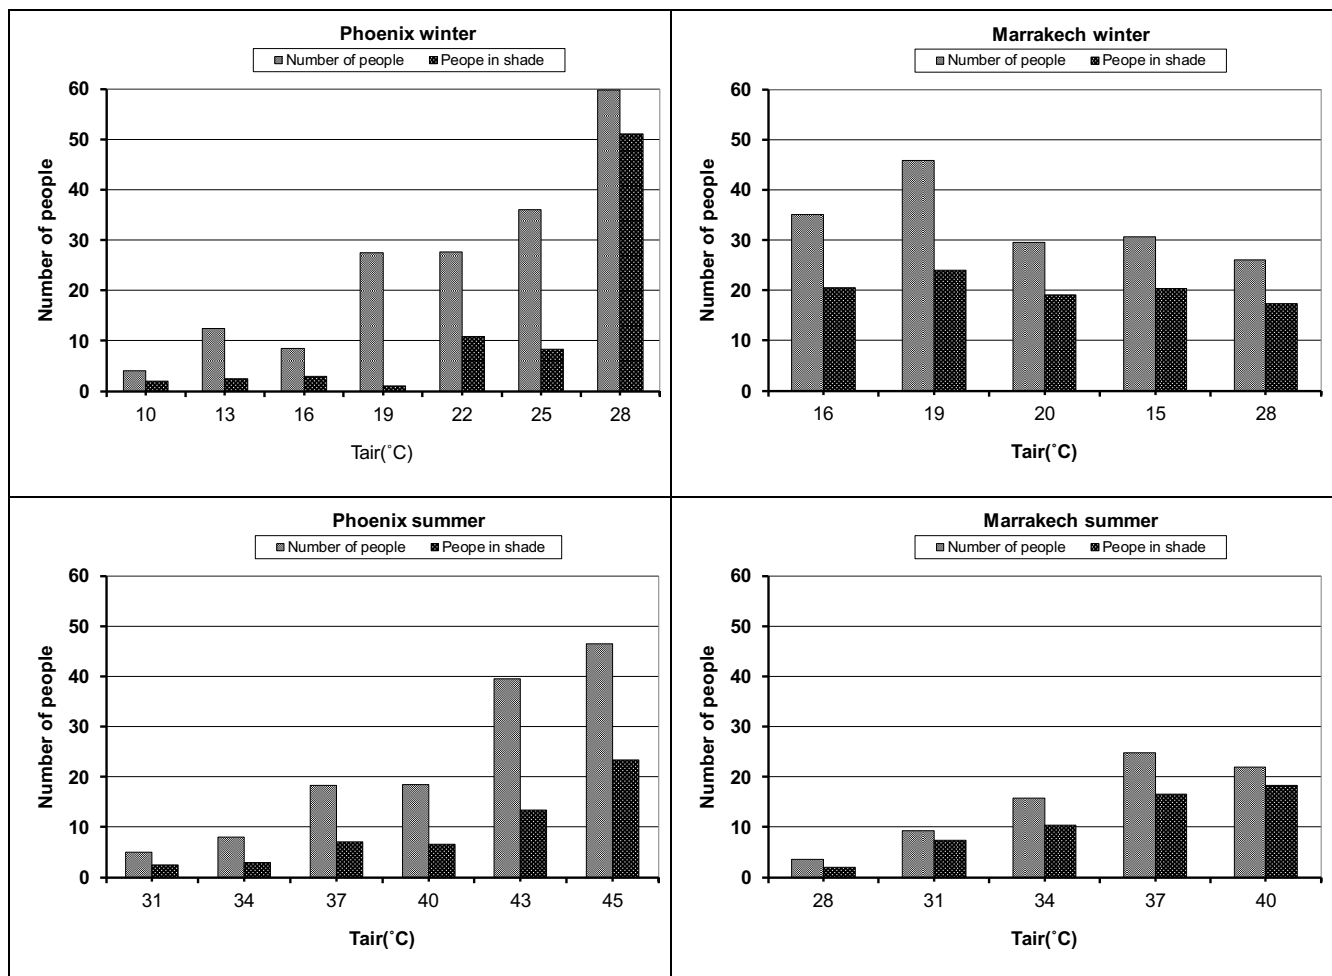 Phoenix winter
Number of people Peope in shade
Number of people
60
50
40
30
20
10
0
10 13 16 19 22 25 28
Tair(˚C)
Marrakech winter
Number of people Peope in shade
Number of people
60
50
40
30
20
10
0
16 19 20 15 28
Tair(˚C)
Phoenix summer
Number of people Peope in shade
Number of people
60
50
40
30
20
10
0
31 34 37 40 43 45
Tair(˚C)
Marrakech summer
Number of people Peope in shade
Number of people
60
50
40
30
20
10
0
28 31 34 37 40
Tair(˚C)